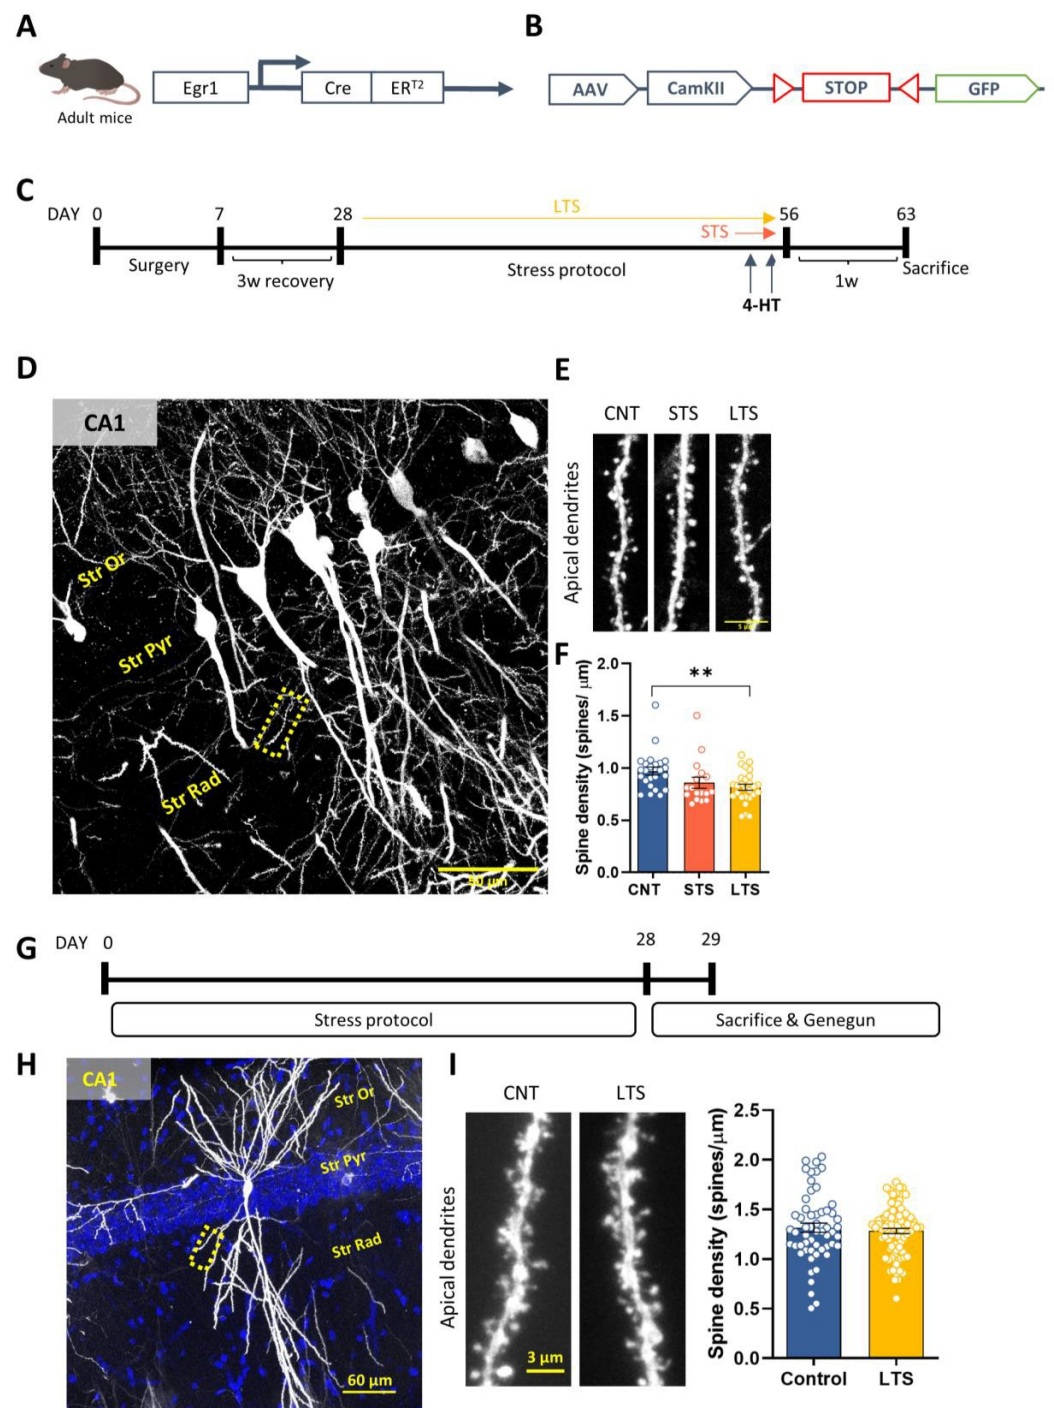 A
B
Egr1
Cre
ER^T2
Adult mice
AAV
CamKII
STOP
GFP
C
DAY 0 7 28 56 63
LTS
STS
Surgery
3w recovery
Stress protocol
1w
Sacrifice
4-HT
D
CA1
Str Or
Str Pyr
Str Rad
E
CNT STS LTS
Apical dendrites
5 μm
F
Spine density (spines/ μm)
2.0
1.5
1.0
0.5
0.0
**
CNT STS LTS
G
DAY 0 28 29
Stress protocol
Sacrifice & Genegun
H
CA1
Str Or
Str Pyr
Str Rad
60 μm
I
CNT LTS
Apical dendrites
3 μm
Spine density (spines/μm)
2.5
2.0
1.5
1.0
0.5
0.0
Control LTS